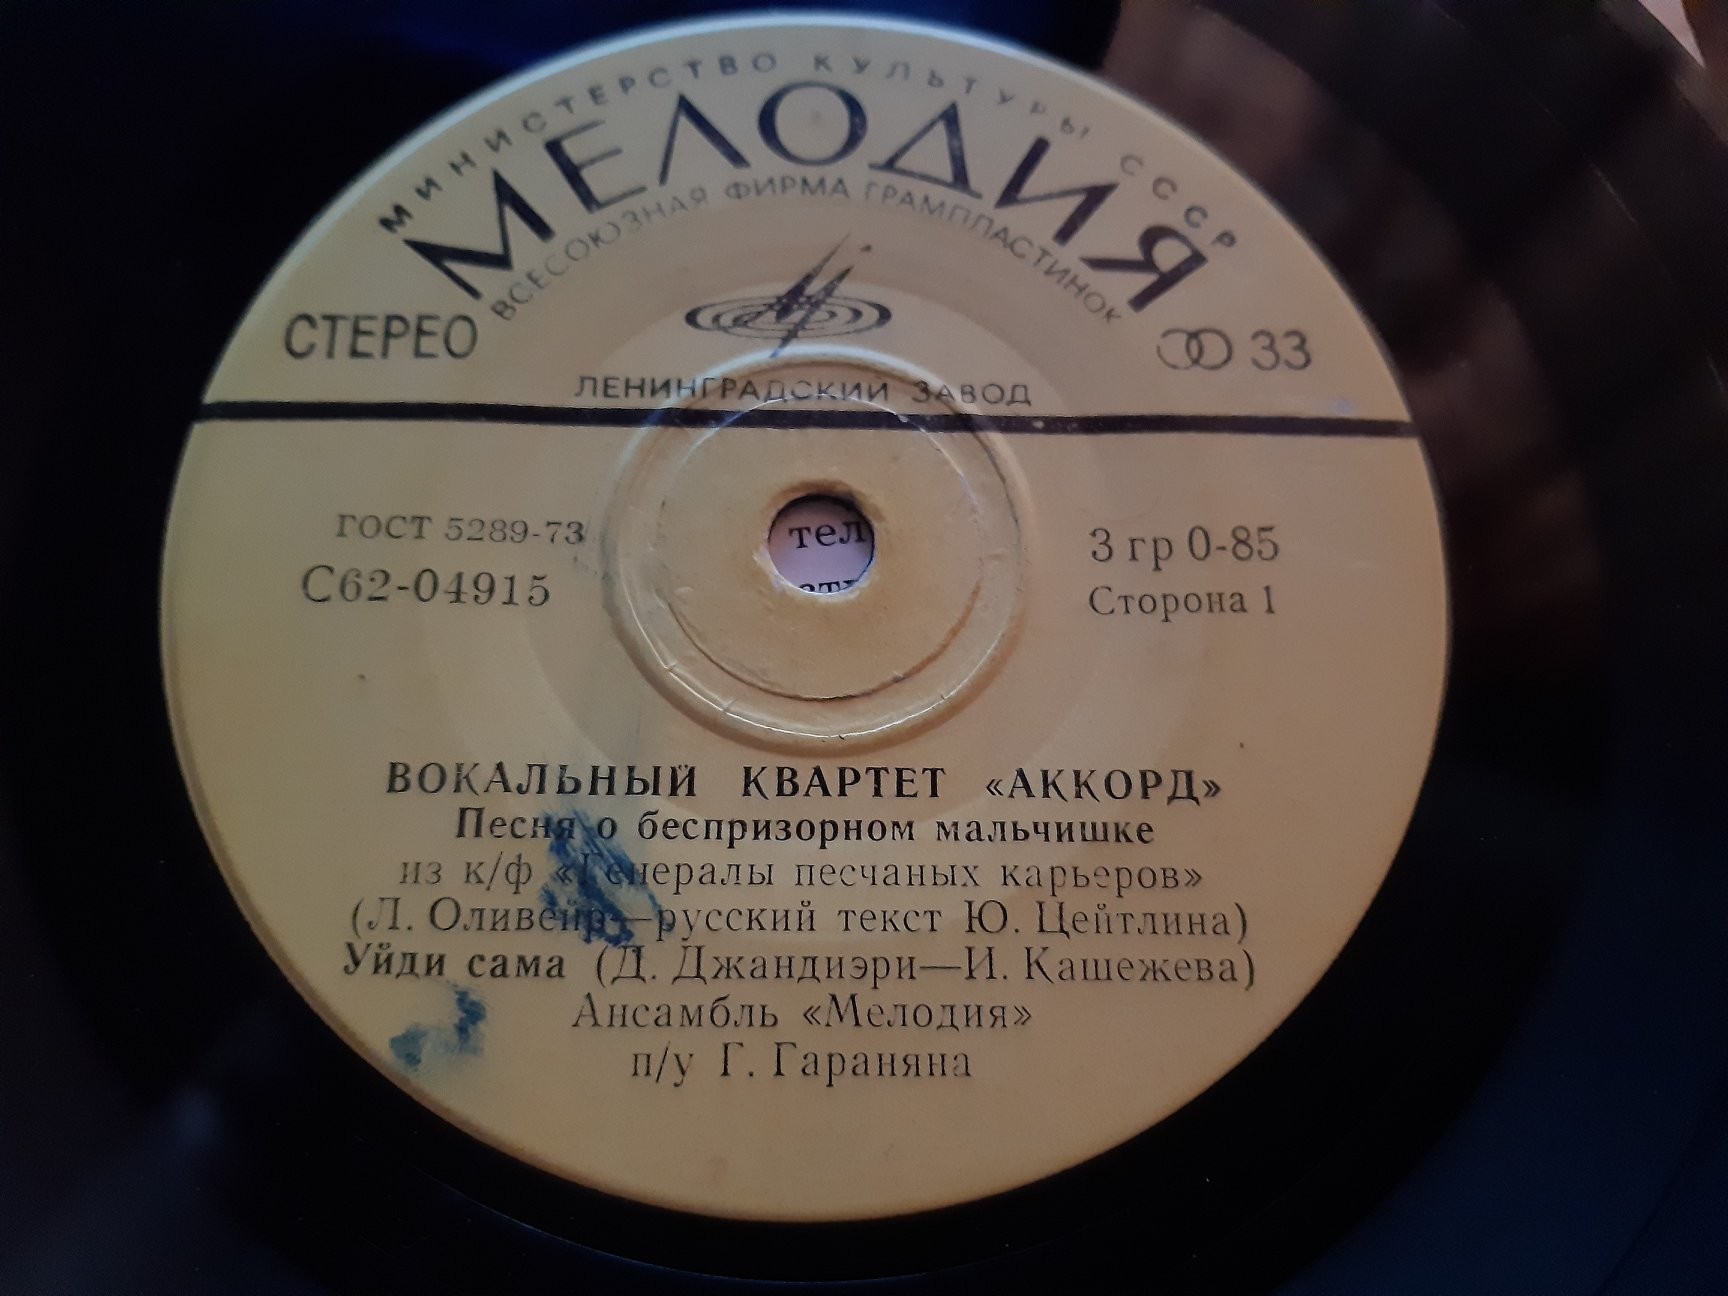 МИНИСТЕРСТВО КУЛЬТУРЫ СССР
МЕЛОДИЯ
ВСЕСОЮЗНАЯ ФИРМА ГРАМПЛАСТИНОК
СТЕРЕО
33
ЛЕНИНГРАДСКИЙ ЗАВОД
ГОСТ 5289-73
С62-04915
тел
3 гр 0-85
Сторона 1
ВОКАЛЬНЫЙ КВАРТЕТ «АККОРД»
Песня о беспризорном мальчишке
из к/ф «Генералы песчаных карьеров»
(Л. Оливейр—русский текст Ю. Цейтлина)
Уйди сама (Д. Джандиэри—И. Кашежева)
Ансамбль «Мелодия»
п/у Г. Гараняна